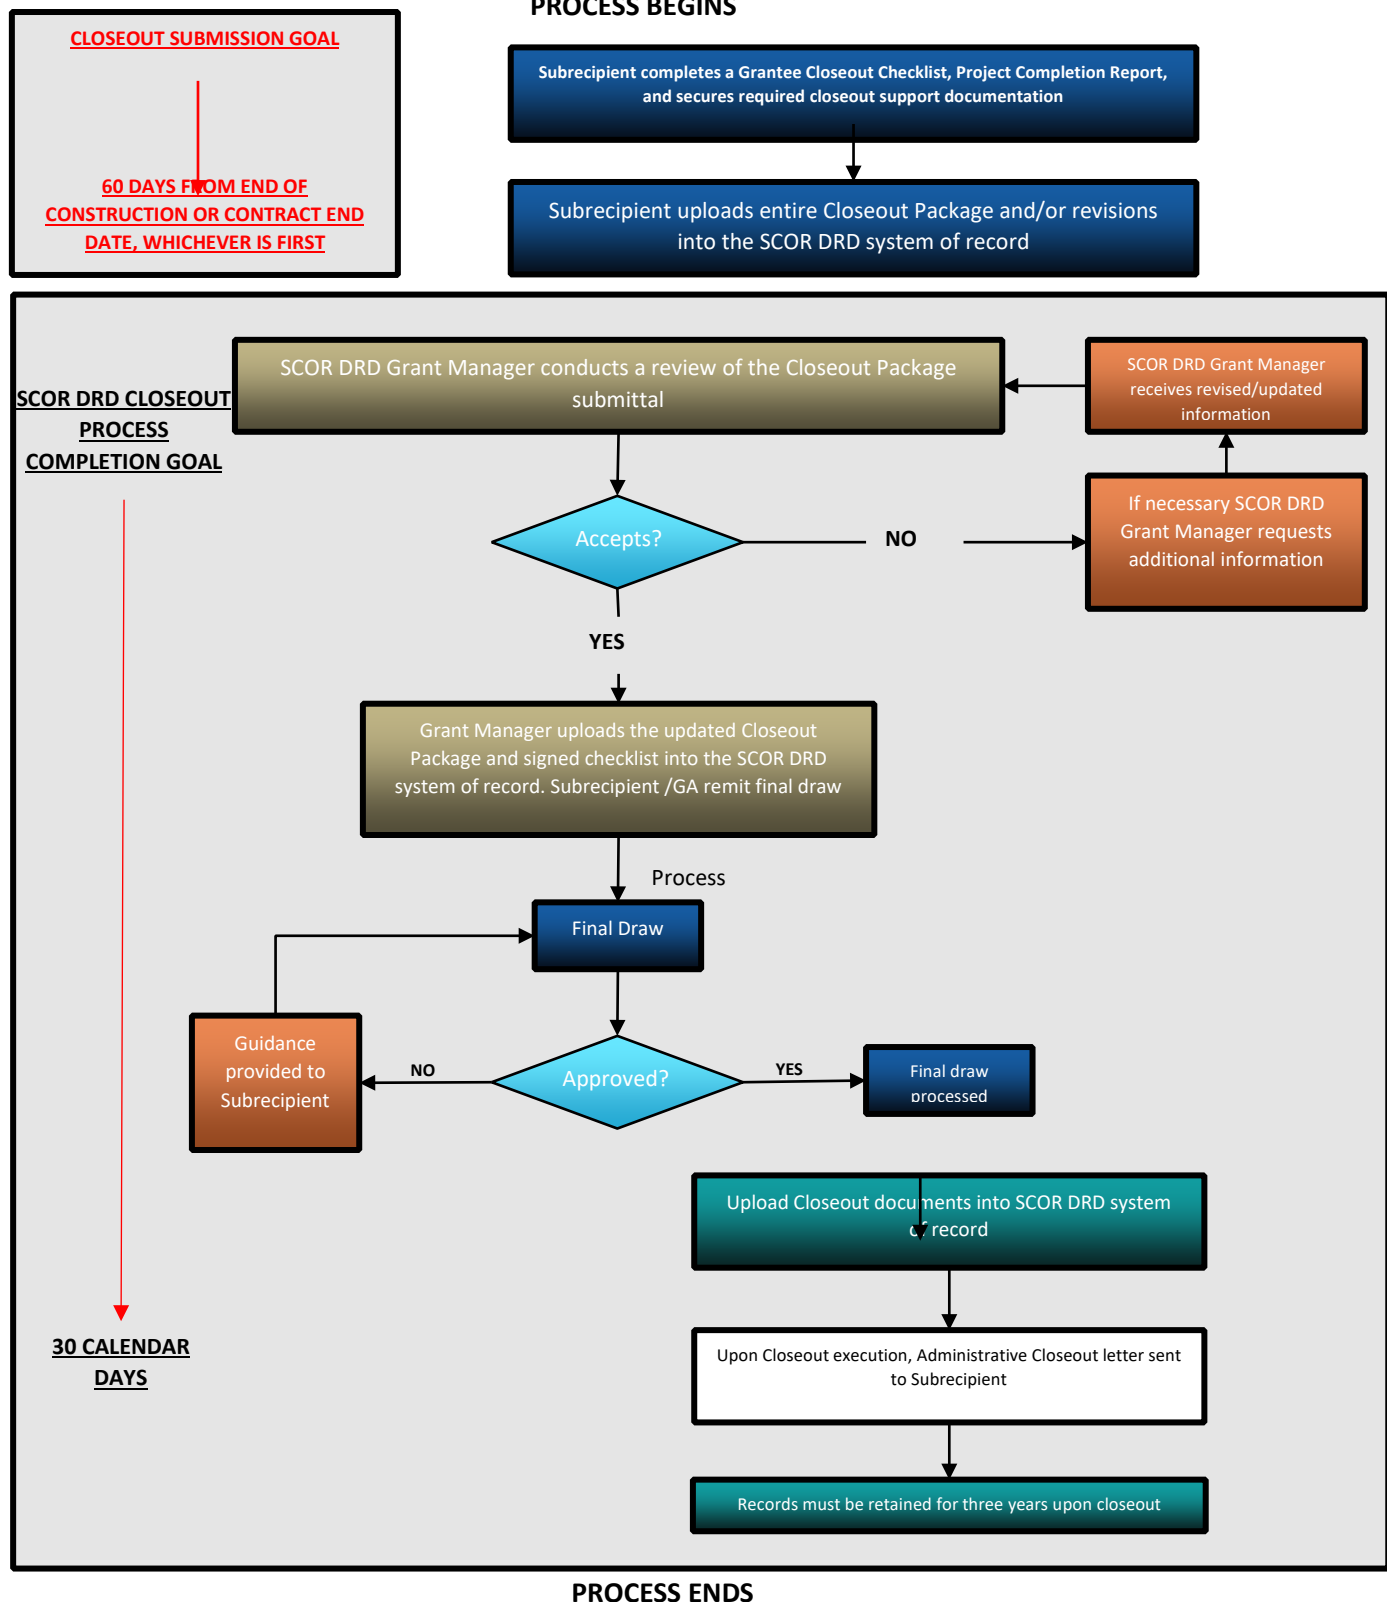 PROCESS BEGINS
CLOSEOUT SUBMISSION GOAL
60 DAYS FROM END OF
CONSTRUCTION OR CONTRACT END
DATE, WHICHEVER IS FIRST
Subrecipient completes a Grantee Closeout Checklist, Project Completion Report,
and secures required closeout support documentation
Subrecipient uploads entire Closeout Package and/or revisions
into the SCOR DRD system of record
SCOR DRD CLOSEOUT
PROCESS
COMPLETION GOAL
SCOR DRD Grant Manager conducts a review of the Closeout Package
submittal
SCOR DRD Grant Manager
receives revised/updated
information
Accepts?
NO
If necessary SCOR DRD
Grant Manager requests
additional information
YES
Grant Manager uploads the updated Closeout
Package and signed checklist into the SCOR DRD
system of record. Subrecipient /GA remit final draw
Process
Final Draw
Guidance
provided to
Subrecipient
NO
Approved?
YES
Final draw
processed
Upload Closeout documents into SCOR DRD system
of record
30 CALENDAR
DAYS
Upon Closeout execution, Administrative Closeout letter sent
to Subrecipient
Records must be retained for three years upon closeout
PROCESS ENDS